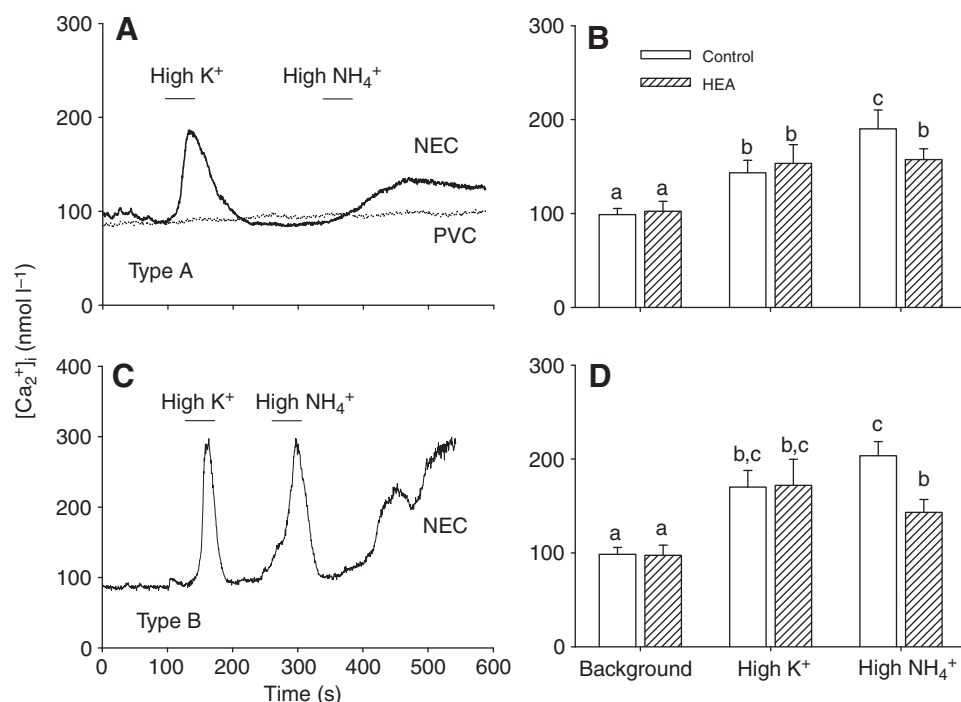 A
300
200
100
0
High K⁺
High NH₄⁺
NEC
PVC
Type A
B
300
200
100
0
Control
HEA
a
a
b
b
c
b
[Ca₂⁺]ᵢ (nmol l⁻¹)
C
400
300
200
100
0
High K⁺
High NH₄⁺
NEC
Type B
0
100
200
300
400
500
600
Time (s)
D
300
200
100
0
a
a
b,c
b,c
c
b
Background
High K⁺
High NH₄⁺